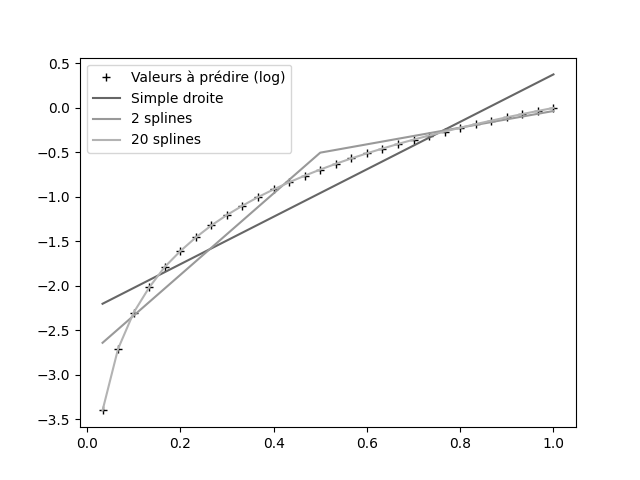 0.5
0.0
−0.5
−1.0
−1.5
−2.0
−2.5
−3.0
−3.5
Valeurs à prédire (log)
Simple droite
2 splines
20 splines
0.0 0.2 0.4 0.6 0.8 1.0